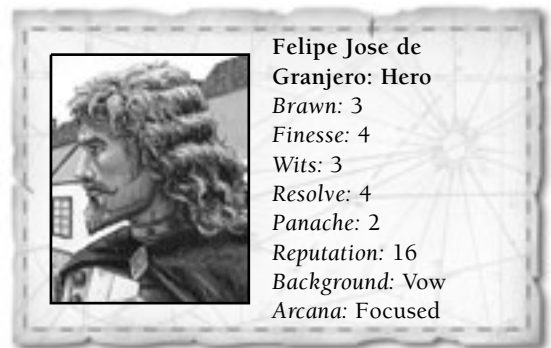 Felipe Jose de
Granjero: Hero
Brawn: 3
Finesse: 4
Wits: 3
Resolve: 4
Panache: 2
Reputation: 16
Background: Vow
Arcana: Focused